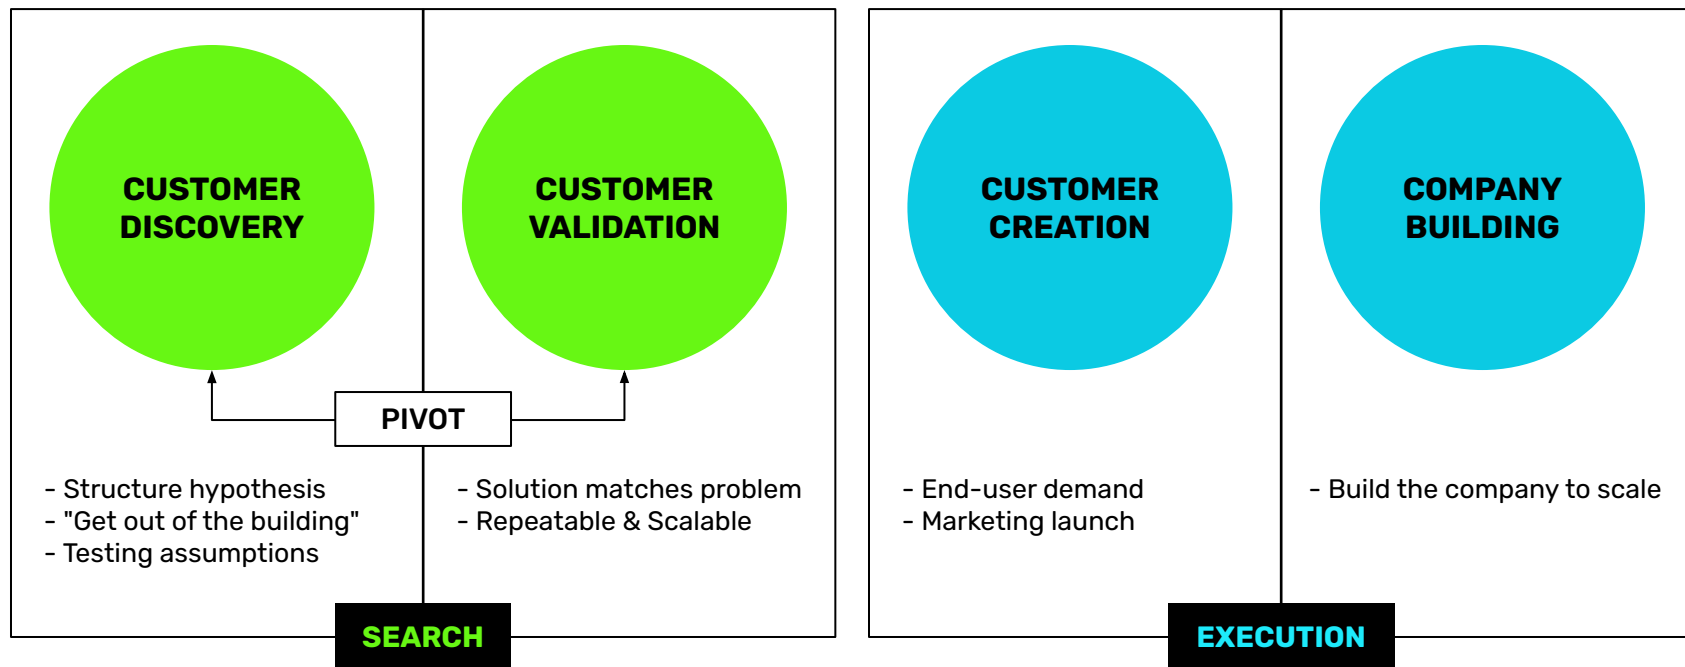 CUSTOMER
DISCOVERY
CUSTOMER
VALIDATION
PIVOT
- Structure hypothesis
- "Get out of the building"
- Testing assumptions
- Solution matches problem
- Repeatable & Scalable
SEARCH
CUSTOMER
CREATION
COMPANY
BUILDING
- End-user demand
- Marketing launch
- Build the company to scale
EXECUTION